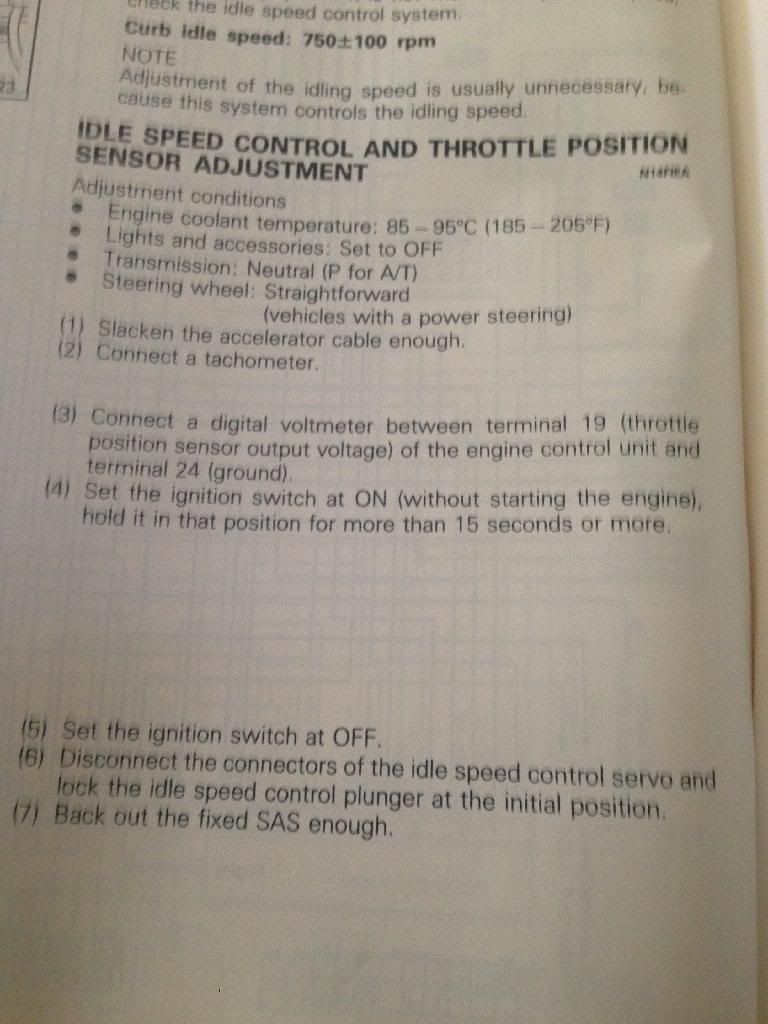 check the idle speed control system.
Curb idle speed: 750±100 rpm
NOTE
Adjustment of the idling speed is usually unnecessary, be-
cause this system controls the idling speed.
23
IDLE SPEED CONTROL AND THROTTLE POSITION
SENSOR ADJUSTMENT
Adjustment conditions
● Engine coolant temperature: 85 – 95°C (185 – 205°F)
● Lights and accessories: Set to OFF
● Transmission: Neutral (P for A/T)
● Steering wheel: Straightforward
(vehicles with a power steering)
(1) Slacken the accelerator cable enough.
(2) Connect a tachometer.
(3) Connect a digital voltmeter between terminal 19 (throttle
position sensor output voltage) of the engine control unit and
terminal 24 (ground).
(4) Set the ignition switch at ON (without starting the engine),
hold it in that position for more than 15 seconds or more.
(5) Set the ignition switch at OFF.
(6) Disconnect the connectors of the idle speed control servo and
lock the idle speed control plunger at the initial position.
(7) Back out the fixed SAS enough.